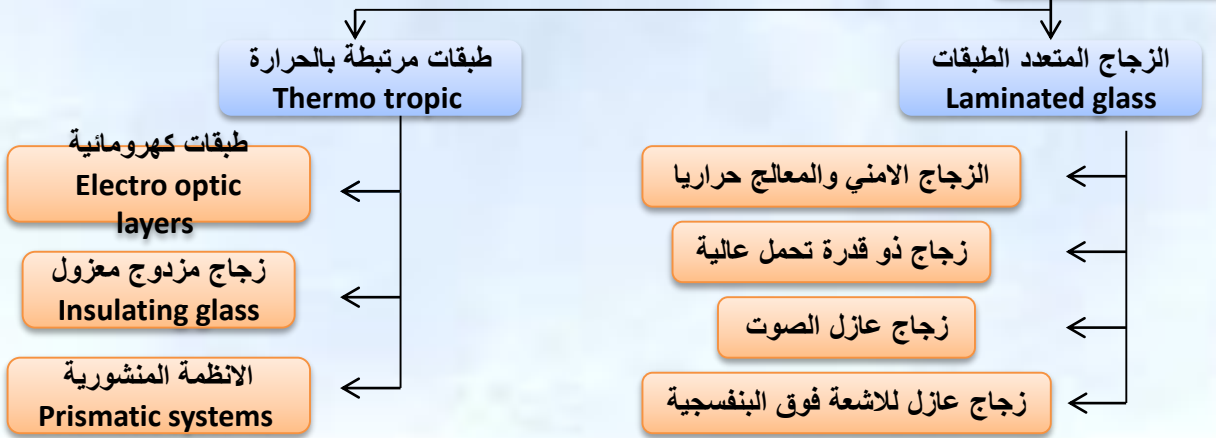 الزجاج المتعدد الطبقات
Laminated glass
الزجاج الامني والمعالج حراريا
زجاج ذو قدرة تحمل عالية
زجاج عازل الصوت
زجاج عازل للاشعة فوق البنفسجية
طبقات مرتبطة بالحرارة
Thermo tropic
طبقات كهرومائية
Electro optic
layers
زجاج مزدوج معزول
Insulating glass
الانظمة المنشورية
Prismatic systems